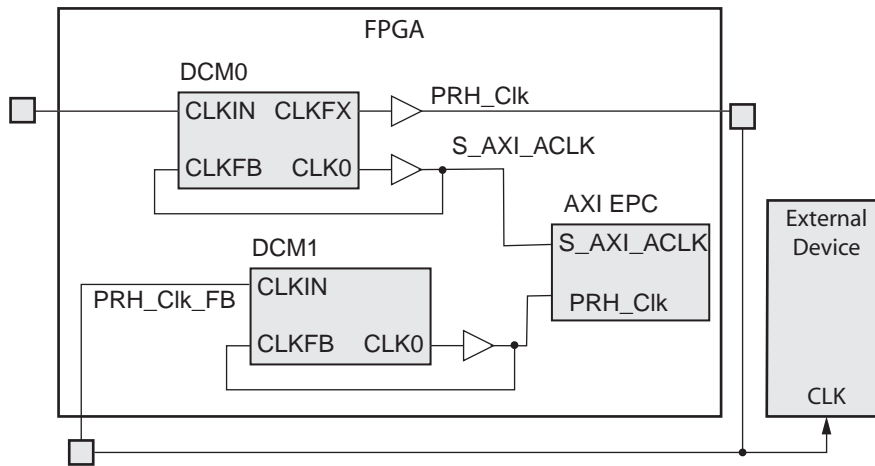 FPGA
DCM0
CLKIN CLKFX
PRH_Clk
CLKFB CLK0
S_AXI_ACLK
AXI EPC
S_AXI_ACLK
PRH_Clk
External
Device
CLK
DCM1
PRH_Clk_FB
CLKIN
CLKFB CLK0